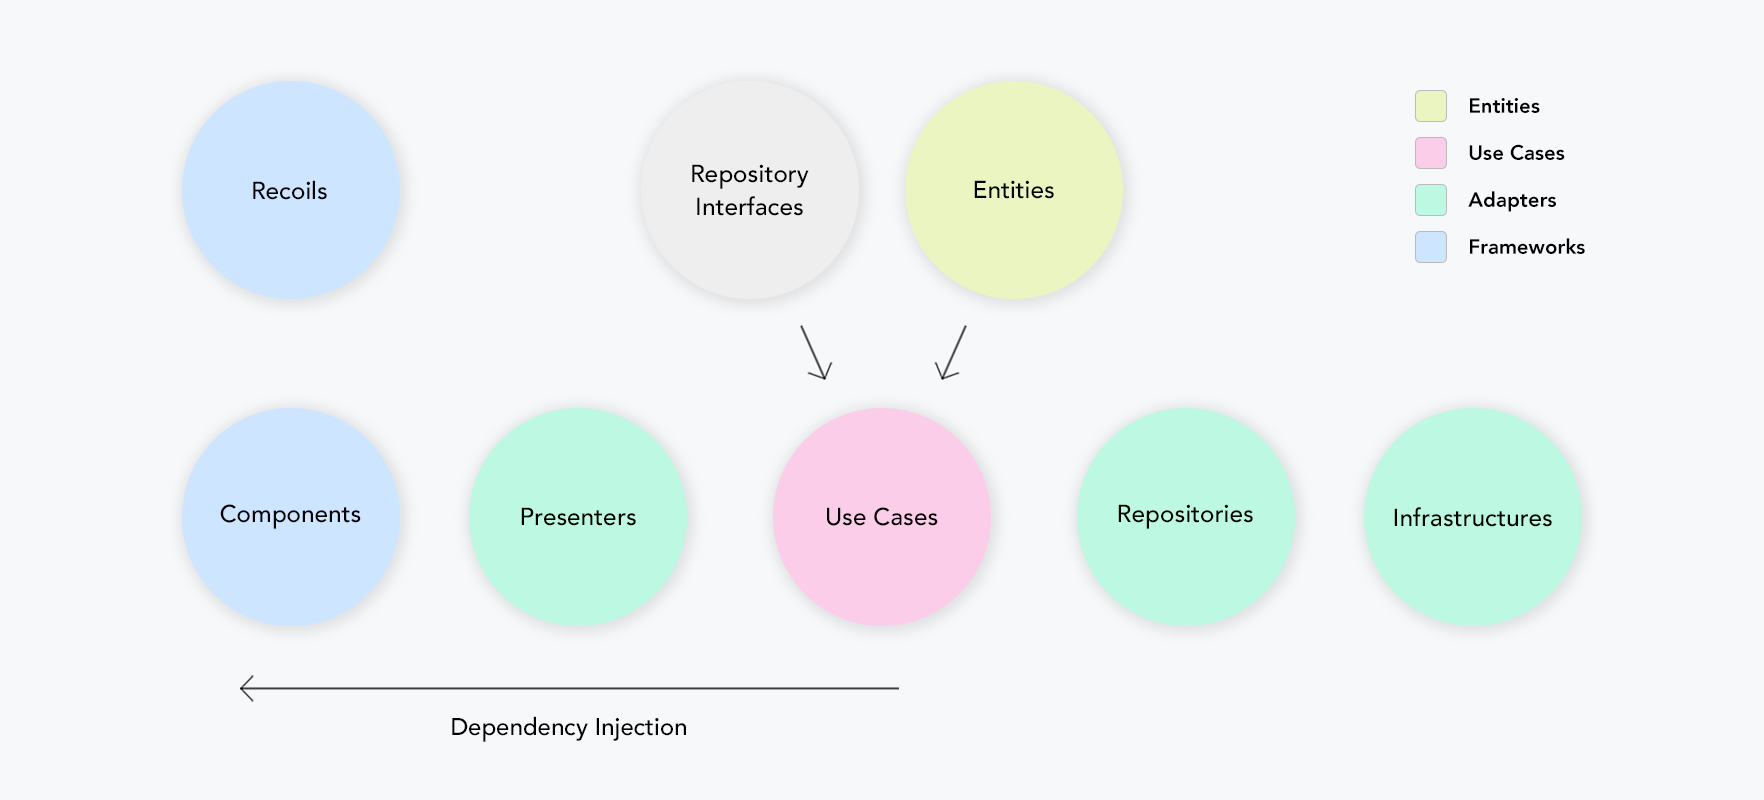 Recoils
Repository
Interfaces
Entities
Entities
Use Cases
Adapters
Frameworks
Components
Presenters
Use Cases
Repositories
Infrastructures
Dependency Injection